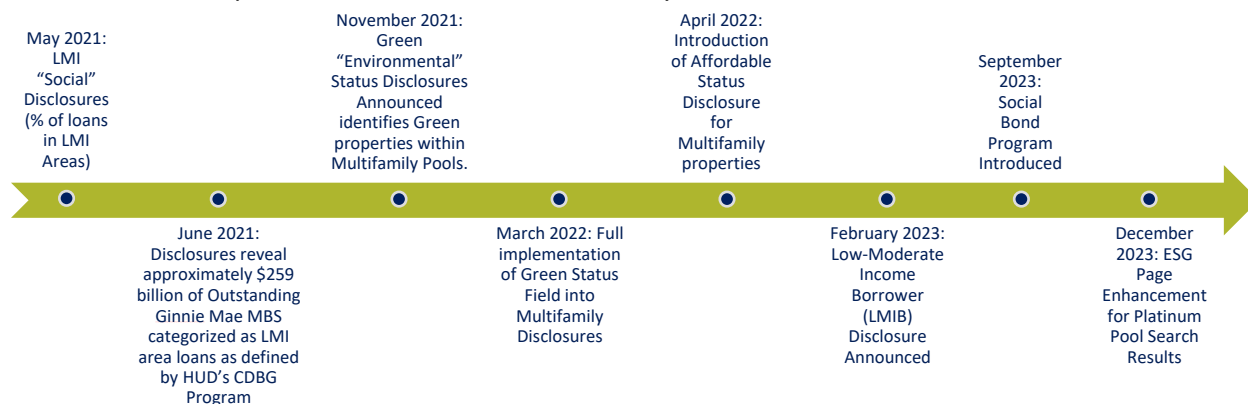 May 2021:
LMI
“Social”
Disclosures
(% of loans
in LMI
Areas)
June 2021:
Disclosures reveal
approximately $259
billion of Outstanding
Ginnie Mae MBS
categorized as LMI
area loans as defined
by HUD’s CDBG
Program
November 2021:
Green
“Environmental”
Status Disclosures
Announced
identifies Green
properties within
Multifamily Pools.
March 2022: Full
implementation
of Green Status
Field into
Multifamily
Disclosures
April 2022:
Introduction
of Affordable
Status
Disclosure
for
Multifamily
properties
February 2023:
Low-Moderate
Income
Borrower
(LMIB)
Disclosure
Announced
September
2023:
Social
Bond
Program
Introduced
December
2023: ESG
Page
Enhancement
for Platinum
Pool Search
Results